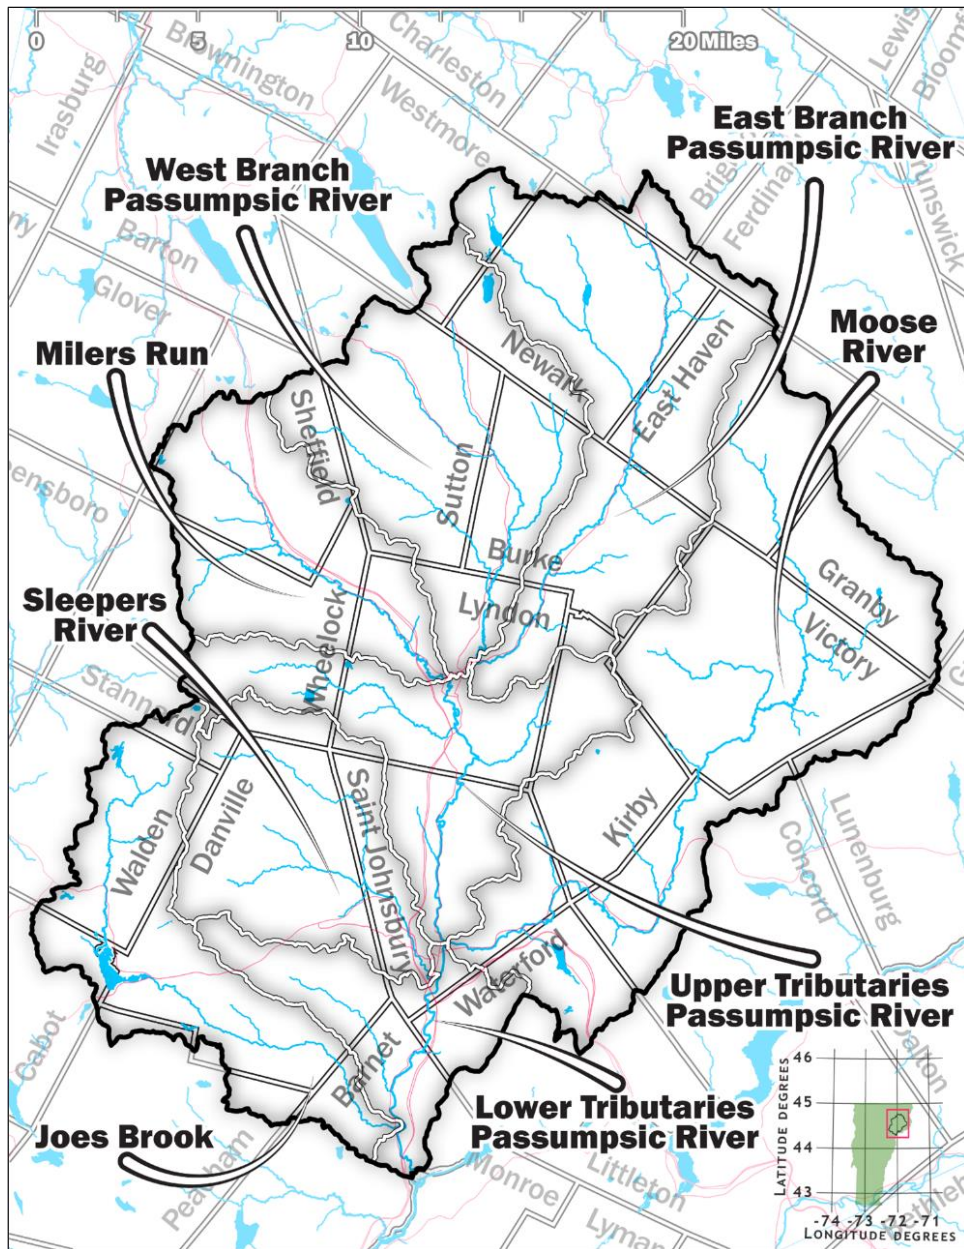 0 5 10 20 Miles
Irasburg
Brownington
Charleston
Westmore
Lewis
East Branch
Passumpsic River
West Branch
Passumpsic River
Ferdinan
Barton
Glover
Moose
River
Milers Run
Newark
East Haven
Sheffield
Sutton
Burke
Lyndon
Granby
Victory
Sleepers
River
Wheelock
Stannard
Walden
Danville
Saint Johnsbury
Kirby
Concord
Lunenburg
Waterford
Upper Tributaries
Passumpsic River
Cabot
Barnet
Lower Tributaries
Passumpsic River
Joes Brook
Monroe
Littleton
Lyman
LATITUDE DEGREES
46
45
44
43
-74 -73 -72 -71
LONGITUDE DEGREES